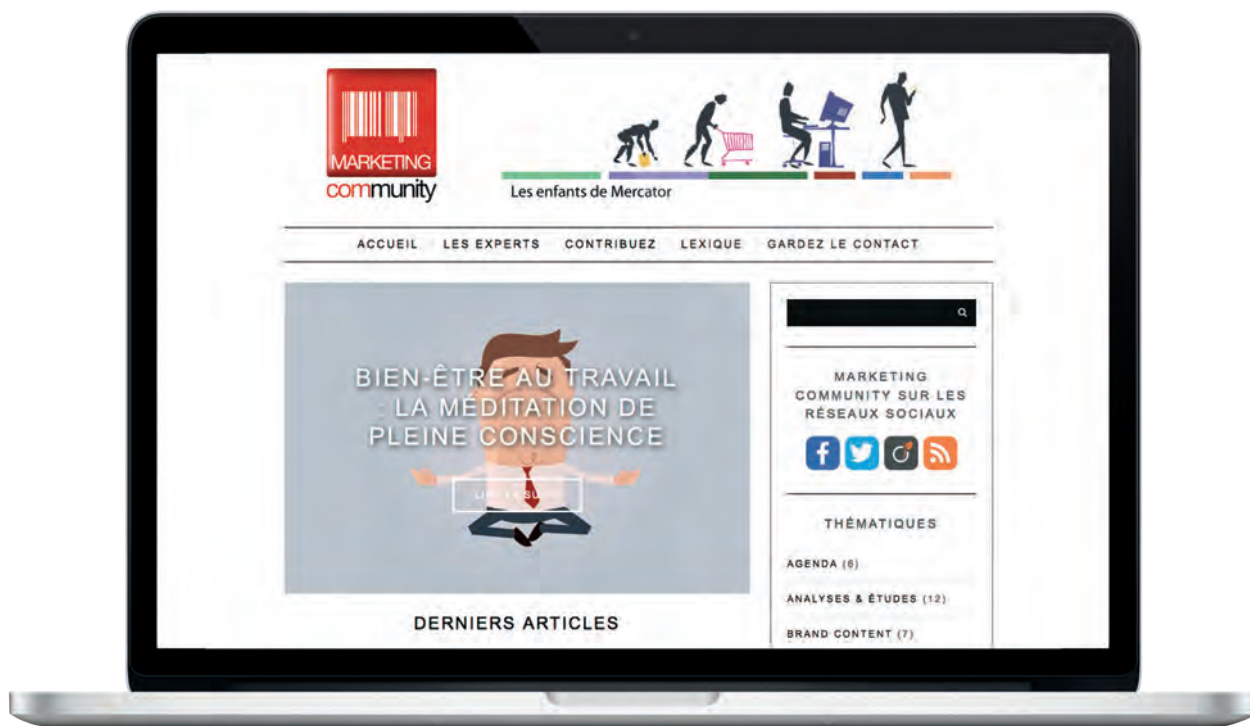 MARKETING
community
Les enfants de Mercator
ACCUEIL LES EXPERTS CONTRIBUEZ LEXIQUE GARDEZ LE CONTACT
BIEN-ÊTRE AU TRAVAIL
: LA MÉDITATION DE
PLEINE CONSCIENCE
DERNIERS ARTICLES
MARKETING
COMMUNITY SUR LES
RÉSEAUX SOCIAUX
THÉMATIQUES
AGENDA (6)
ANALYSES & ÉTUDES (12)
BRAND CONTENT (7)